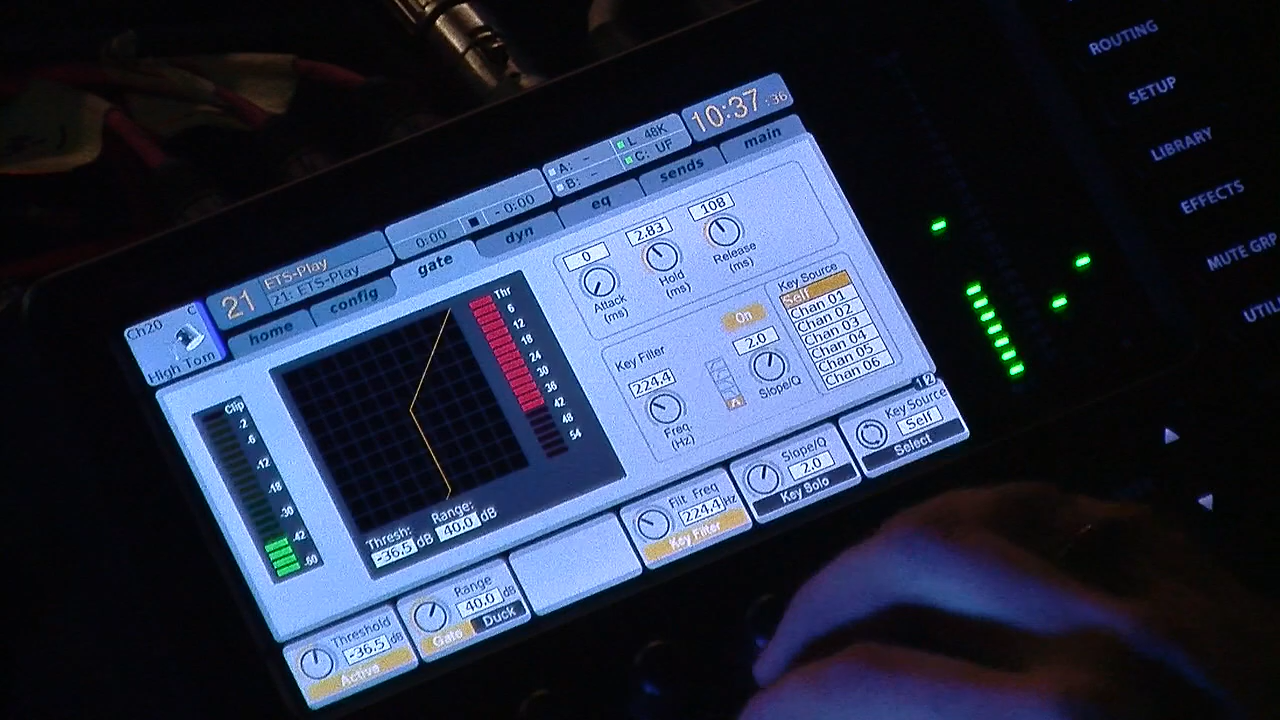 Ch20 C
High Tom
21 ETS-Play
21: ETS-Play
0:00 - 0:00
A: - L 48K
B: - C: UF
10:37 :36
home config gate dyn eq sends main
Clip
-2
-6
-12
-18
-30
-42
-60
Thr
6
12
18
24
30
36
42
48
54
Thresh: -36.5 dB
Range: 40.0 dB
0
Attack
(ms)
2.83
Hold
(ms)
108
Release
(ms)
Key Filter
On
224.4
Freq
(Hz)
2.0
Slope/Q
Key Source
Self
Chan 01
Chan 02
Chan 03
Chan 04
Chan 05
Chan 06
Threshold
-36.5 dB
Active
Range
40.0 dB
Gate Duck
Filt Freq
224.4 Hz
Key Filter
Slope/Q
2.0
Key Solo
1 2
Key Source
Self
Select
ROUTING
SETUP
LIBRARY
EFFECTS
MUTE GRP
UTIL